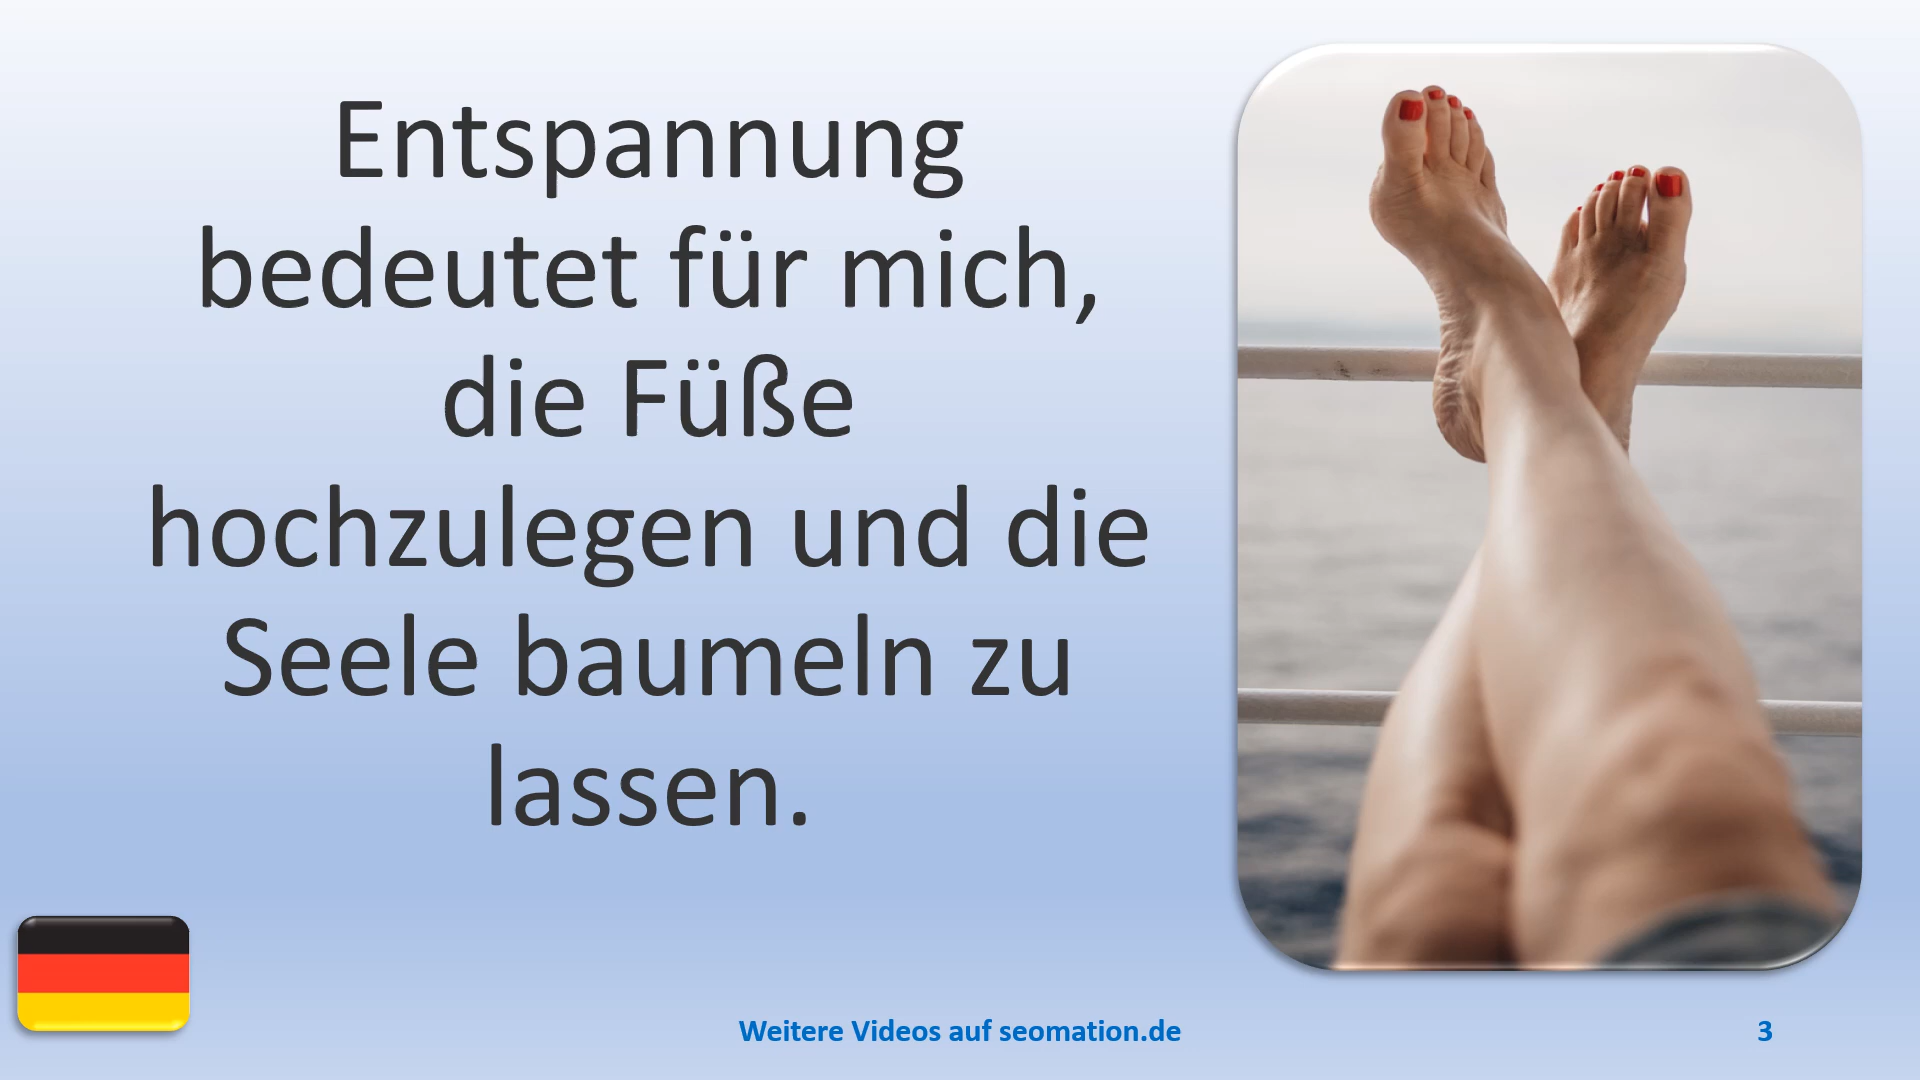 Entspannung
bedeutet für mich,
die Füße
hochzulegen und die
Seele baumeln zu
lassen.
Weitere Videos auf seomation.de
3